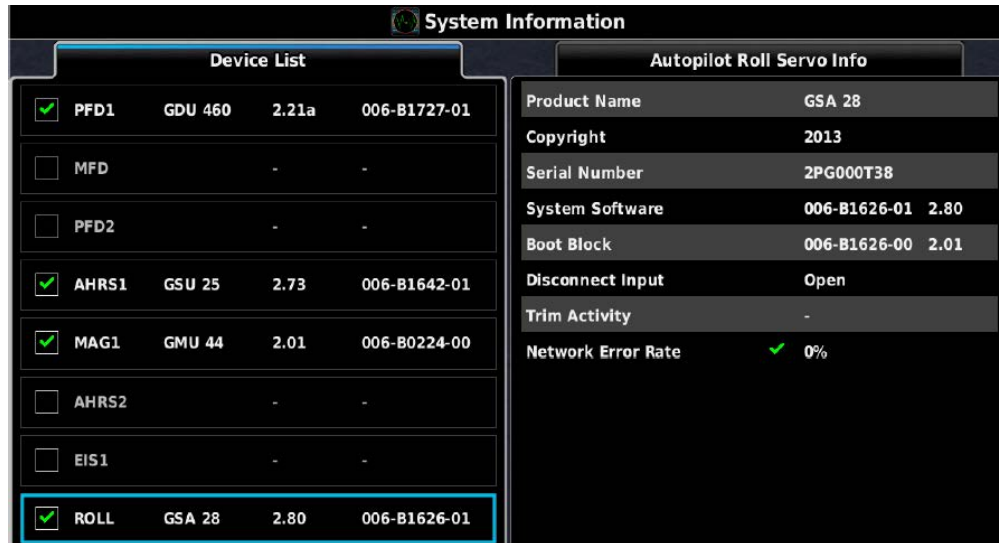 System Information
Device List
PFD1 GDU 460 2.21a 006-B1727-01
MFD - -
PFD2 - -
AHRS1 GSU 25 2.73 006-B1642-01
MAG1 GMU 44 2.01 006-B0224-00
AHRS2 - -
EIS1 - -
ROLL GSA 28 2.80 006-B1626-01
Autopilot Roll Servo Info
Product Name GSA 28
Copyright 2013
Serial Number 2PG000T38
System Software 006-B1626-01 2.80
Boot Block 006-B1626-00 2.01
Disconnect Input Open
Trim Activity -
Network Error Rate 0%